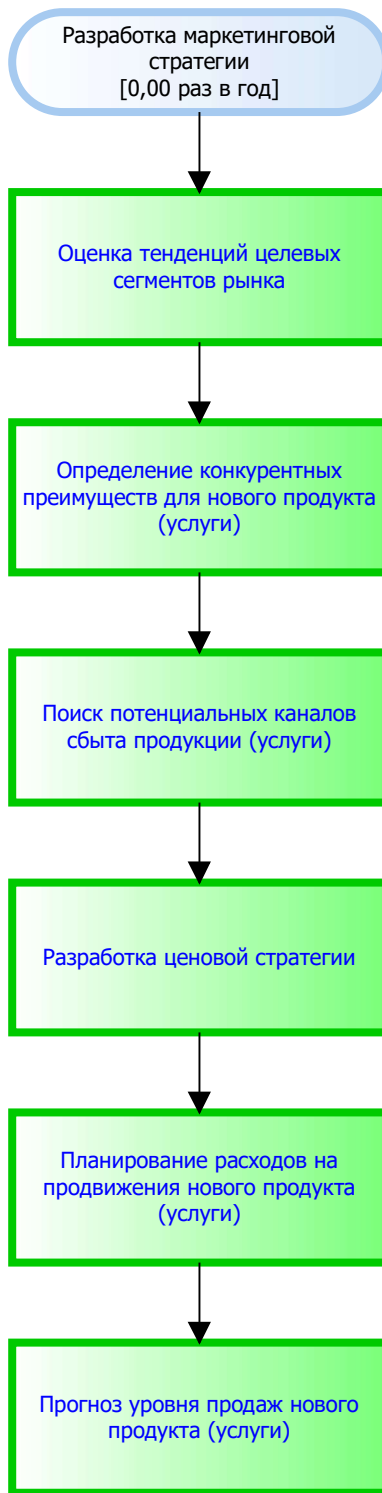 Разработка маркетинговой
стратегии
[0,00 раз в год]
Оценка тенденций целевых
сегментов рынка
Определение конкурентных
преимуществ для нового продукта
(услуги)
Поиск потенциальных каналов
сбыта продукции (услуги)
Разработка ценовой стратегии
Планирование расходов на
продвижения нового продукта
(услуги)
Прогноз уровня продаж нового
продукта (услуги)